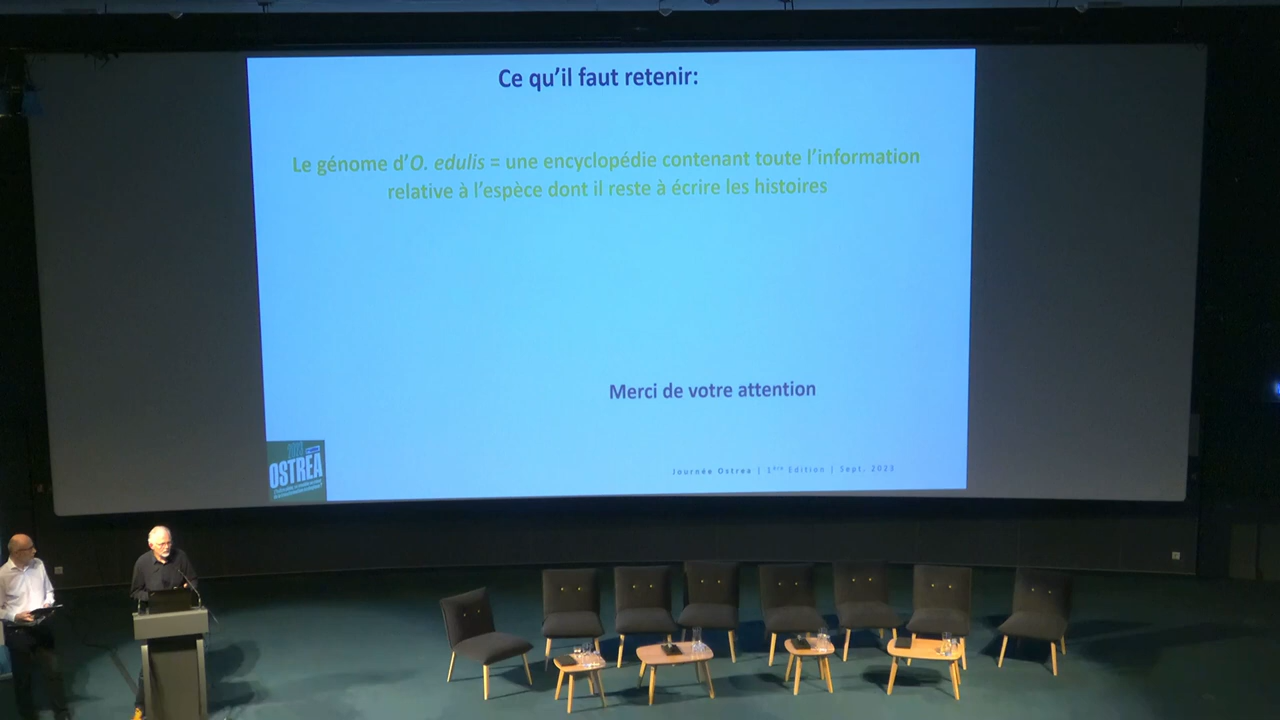 Ce qu'il faut retenir:
Le génome d'O. edulis = une encyclopédie contenant toute l'information
relative à l'espèce dont il reste à écrire les histoires
Merci de votre attention
OSTREA
Journée Ostrea | 1ère Edition | Sept. 2023